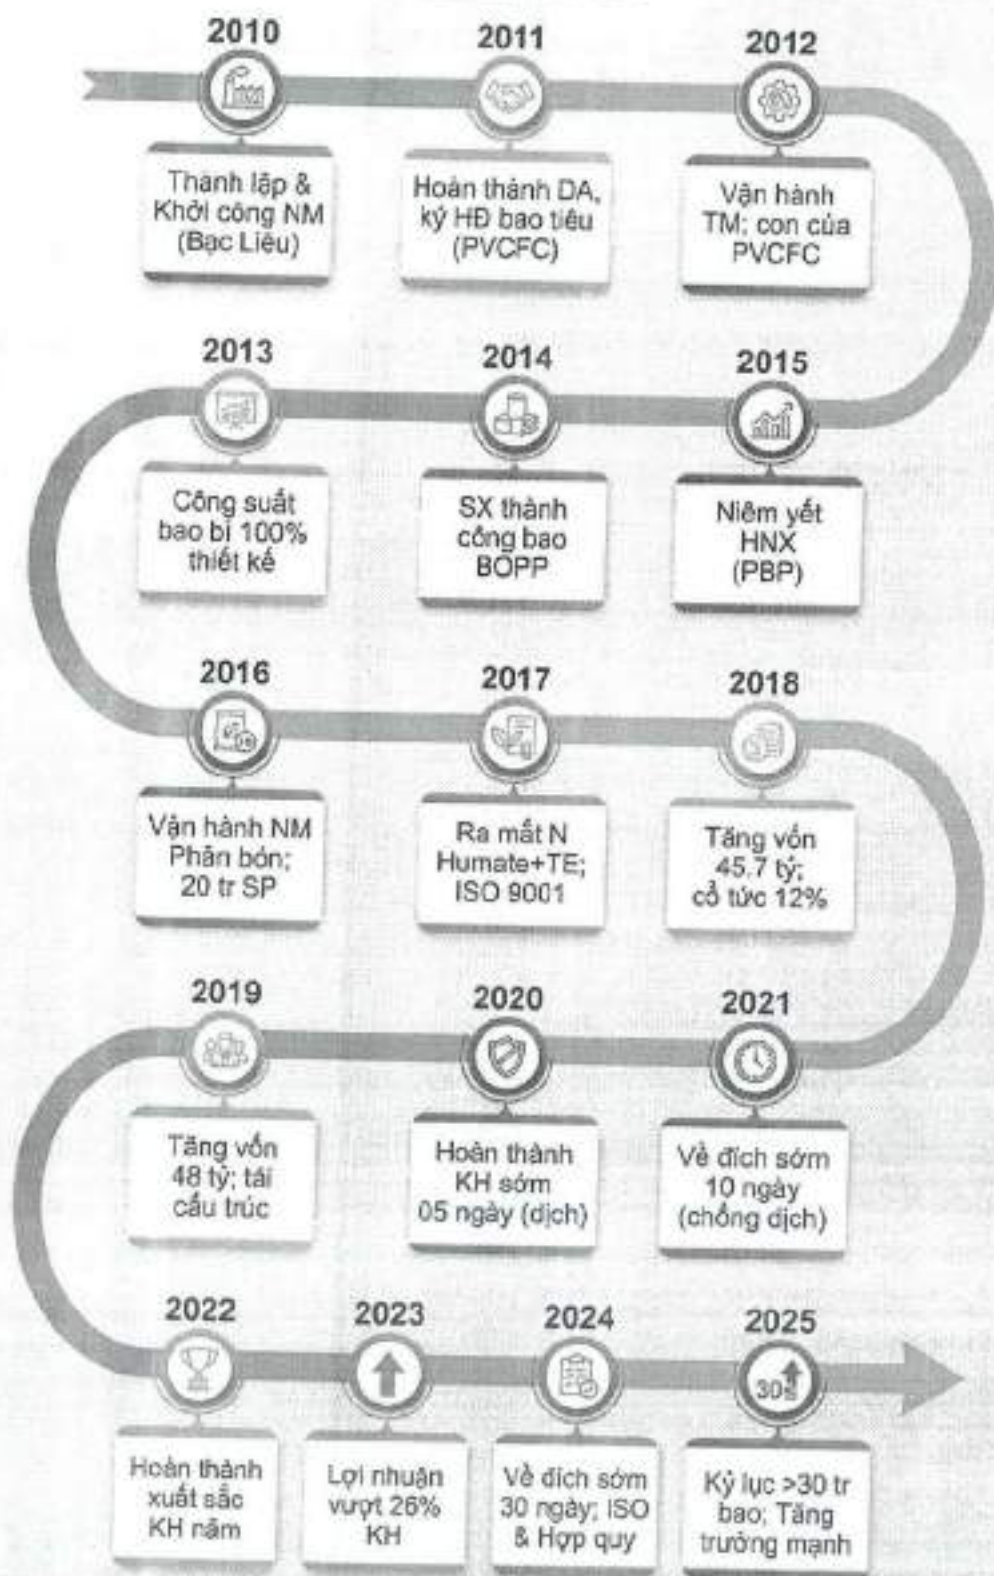 2010
2011
2012
Thành lập &
Khởi công NM
(Bạc Liêu)
Hoàn thành DA,
ký HĐ bao tiêu
(PVCFC)
Vận hành
TM; con của
PVCFC
2013
2014
2015
Công suất
bao bì 100%
thiết kế
SX thành
công bao
BOPP
Niêm yết
HNX
(PBP)
2016
2017
2018
Vận hành NM
Phân bón;
20 tr SP
Ra mắt N
Humate+TE;
ISO 9001
Tăng vốn
45.7 tỷ;
cổ tức 12%
2019
2020
2021
Tăng vốn
48 tỷ; tái
cấu trúc
Hoàn thành
KH sớm
05 ngày (dịch)
Về đích sớm
10 ngày
(chống dịch)
2022
2023
2024
2025
30
Hoàn thành
xuất sắc
KH năm
Lợi nhuận
vượt 26%
KH
Về đích sớm
30 ngày; ISO
& Hợp quy
Kỷ lục >30 tr
bao; Tăng
trưởng mạnh